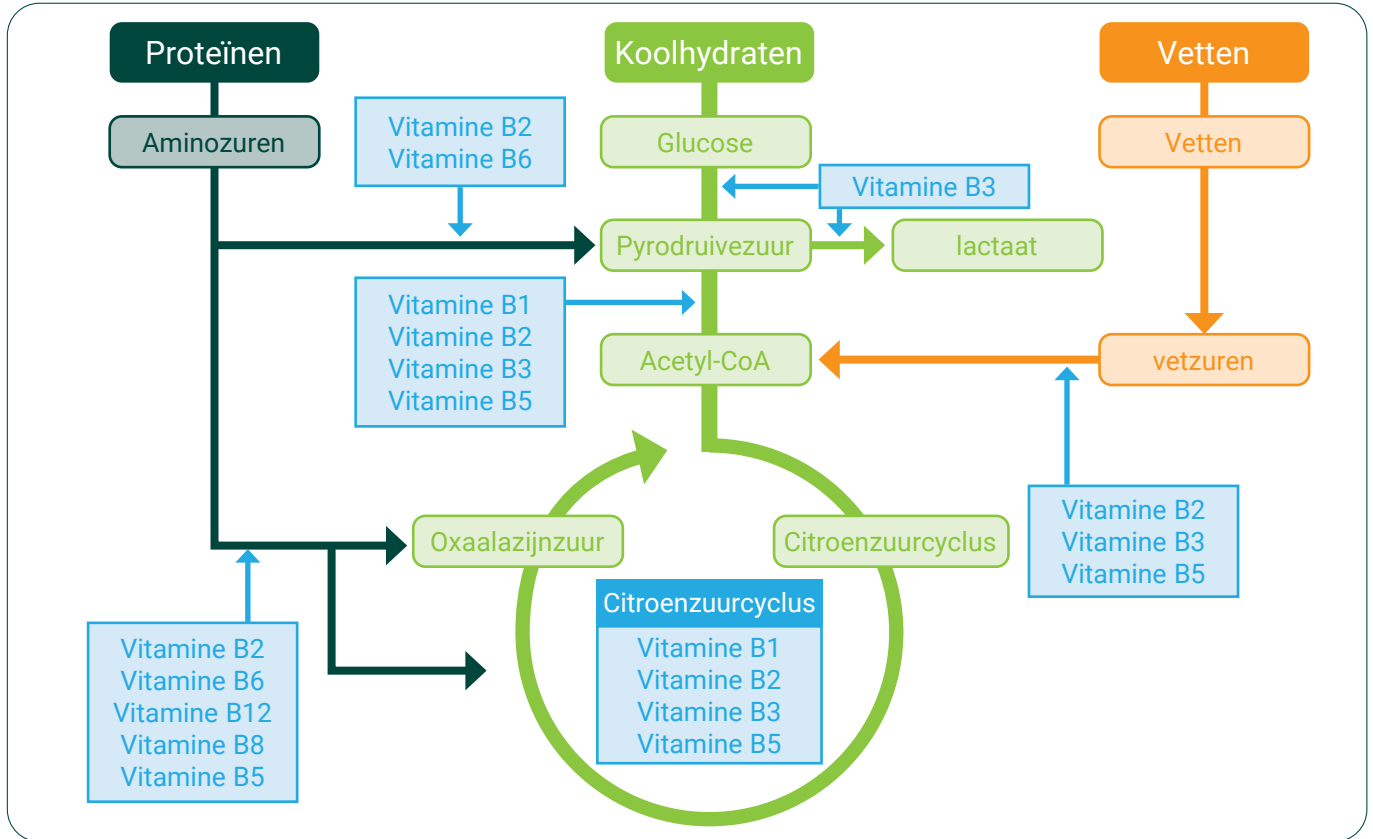 Proteïnen
Koolhydraten
Vetten
Aminozuren
Vitamine B2
Vitamine B6
Glucose
Vetten
Vitamine B3
Pyrodruivezuur
lactaat
Vitamine B1
Vitamine B2
Vitamine B3
Vitamine B5
Acetyl-CoA
vetzuren
Oxaalazijnzuur
Citroenzuurcyclus
Vitamine B2
Vitamine B3
Vitamine B5
Citroenzuurcyclus
Vitamine B1
Vitamine B2
Vitamine B3
Vitamine B5
Vitamine B2
Vitamine B6
Vitamine B12
Vitamine B8
Vitamine B5